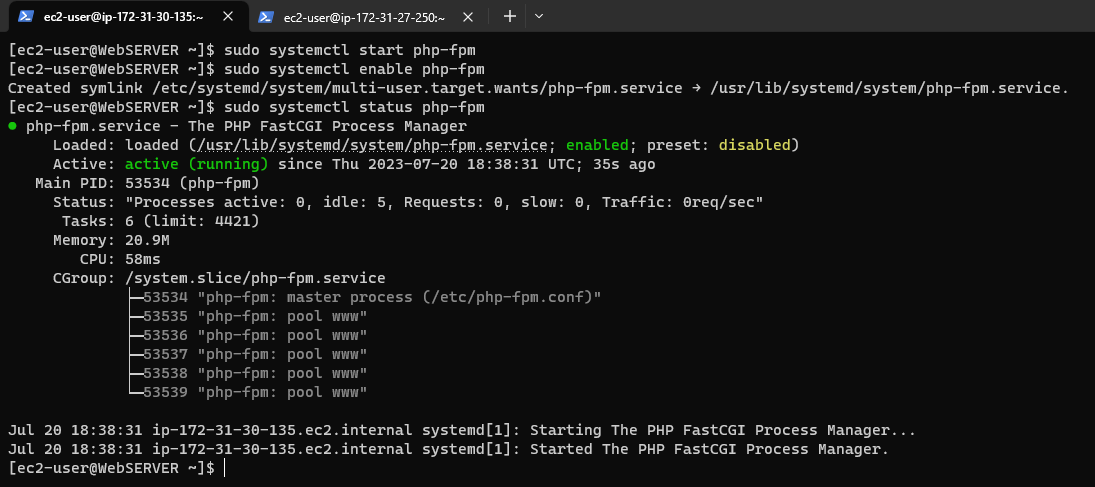 ec2-user@ip-172-31-30-135:~ ec2-user@ip-172-31-27-250:~
[ec2-user@WebSERVER ~]$ sudo systemctl start php-fpm
[ec2-user@WebSERVER ~]$ sudo systemctl enable php-fpm
Created symlink /etc/systemd/system/multi-user.target.wants/php-fpm.service → /usr/lib/systemd/system/php-fpm.service.
[ec2-user@WebSERVER ~]$ sudo systemctl status php-fpm
● php-fpm.service - The PHP FastCGI Process Manager
     Loaded: loaded (/usr/lib/systemd/system/php-fpm.service; enabled; preset: disabled)
     Active: active (running) since Thu 2023-07-20 18:38:31 UTC; 35s ago
   Main PID: 53534 (php-fpm)
     Status: "Processes active: 0, idle: 5, Requests: 0, slow: 0, Traffic: 0req/sec"
      Tasks: 6 (limit: 4421)
     Memory: 20.9M
        CPU: 58ms
     CGroup: /system.slice/php-fpm.service
             ├─53534 "php-fpm: master process (/etc/php-fpm.conf)"
             ├─53535 "php-fpm: pool www"
             ├─53536 "php-fpm: pool www"
             ├─53537 "php-fpm: pool www"
             ├─53538 "php-fpm: pool www"
             └─53539 "php-fpm: pool www"
Jul 20 18:38:31 ip-172-31-30-135.ec2.internal systemd[1]: Starting The PHP FastCGI Process Manager...
Jul 20 18:38:31 ip-172-31-30-135.ec2.internal systemd[1]: Started The PHP FastCGI Process Manager.
[ec2-user@WebSERVER ~]$